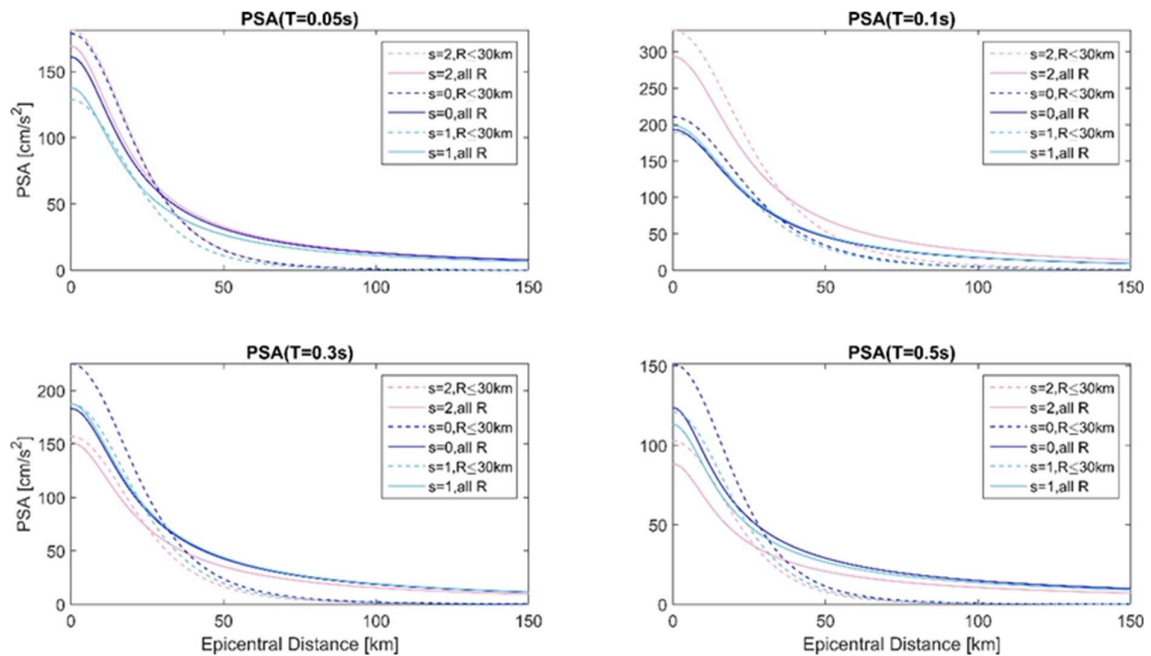 PSA(T=0.05s)
PSA [cm/s²]
150
100
50
0
0 50 100 150
s=2,R≤30km
s=2,all R
s=0,R≤30km
s=0,all R
s=1,R≤30km
s=1,all R
PSA(T=0.1s)
300
250
200
150
100
50
0
0 50 100 150
s=2,R≤30km
s=2,all R
s=0,R≤30km
s=0,all R
s=1,R≤30km
s=1,all R
PSA(T=0.3s)
PSA [cm/s²]
200
150
100
50
0
0 50 100 150
Epicentral Distance [km]
s=2,R≤30km
s=2,all R
s=0,R≤30km
s=0,all R
s=1,R≤30km
s=1,all R
PSA(T=0.5s)
150
100
50
0
0 50 100 150
Epicentral Distance [km]
s=2,R≤30km
s=2,all R
s=0,R≤30km
s=0,all R
s=1,R≤30km
s=1,all R